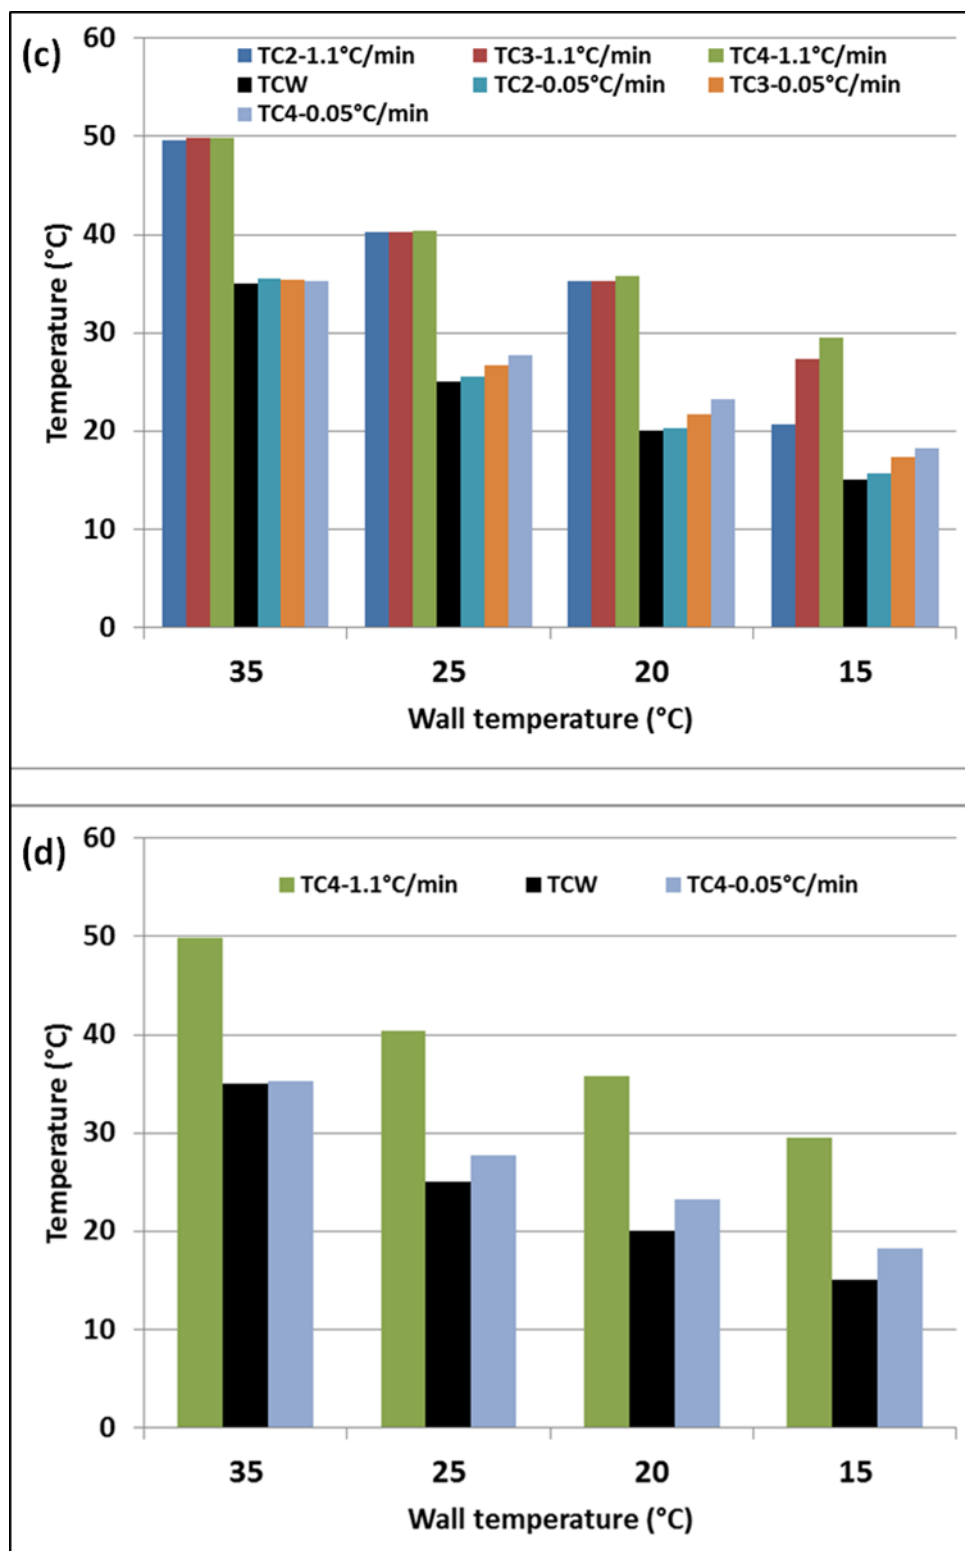 (c)
60
TC2-1.1°C/min TC3-1.1°C/min TC4-1.1°C/min
TCW TC2-0.05°C/min TC3-0.05°C/min
TC4-0.05°C/min
50
40
30
20
10
0
Temperature (°C)
35 25 20 15
Wall temperature (°C)
(d)
60
TC4-1.1°C/min TCW TC4-0.05°C/min
50
40
30
20
10
0
Temperature (°C)
35 25 20 15
Wall temperature (°C)